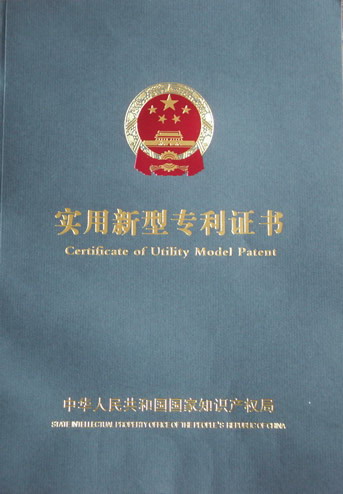 实用新型专利证书
Certificate of Utility Model Patent
中华人民共和国国家知识产权局
STATE INTELLECTUAL PROPERTY OFFICE OF THE PEOPLE'S REPUBLIC OF CHINA